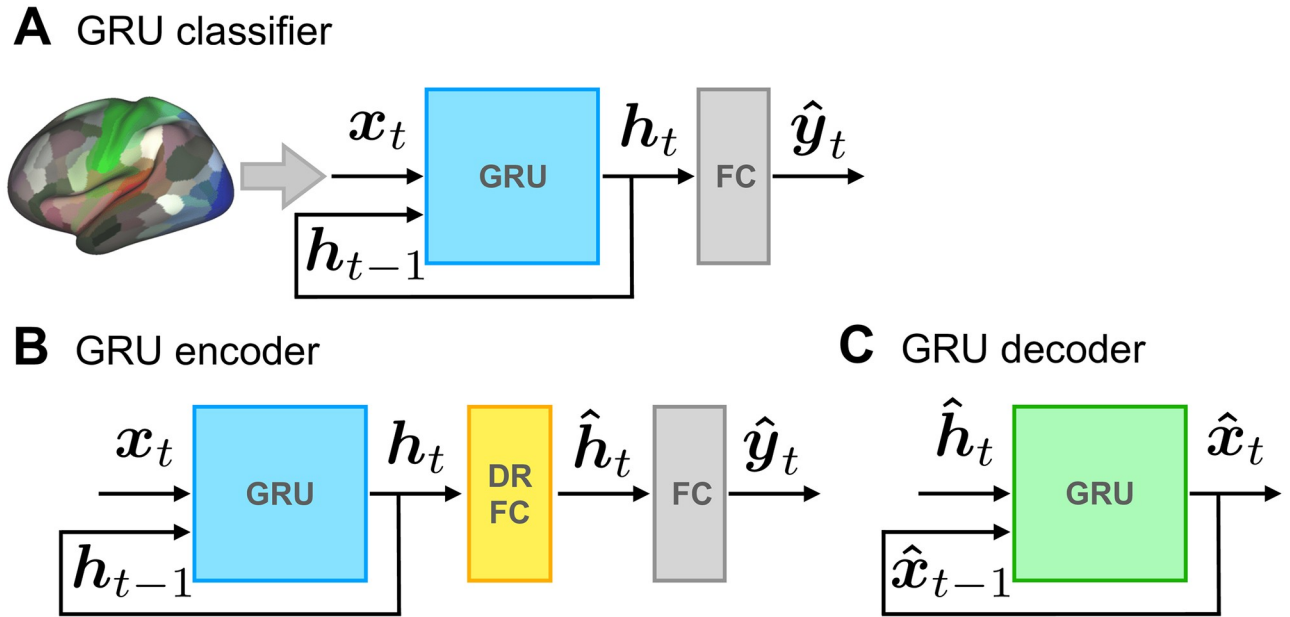 A GRU classifier
x_t
h_t
ŷ_t
GRU
FC
h_{t-1}
B GRU encoder
x_t
h_t
ĥ_t
ŷ_t
GRU
DR
FC
FC
h_{t-1}
C GRU decoder
ĥ_t
x̂_t
GRU
x̂_{t-1}